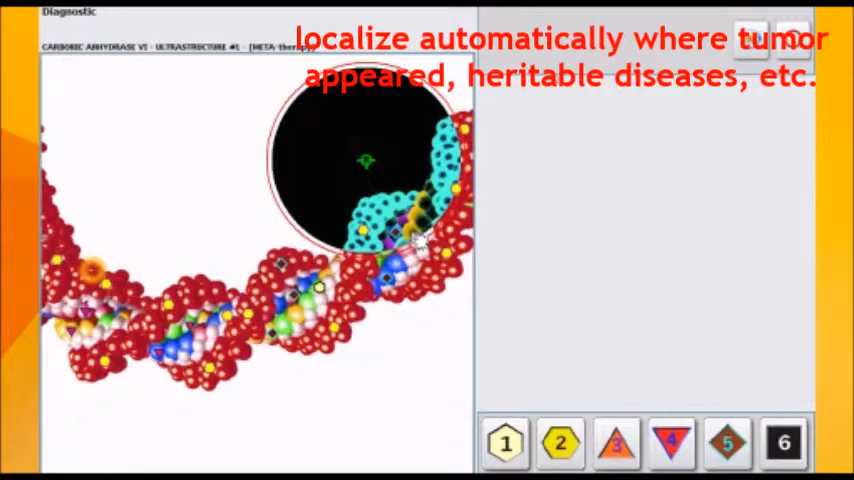 Diagnostic
localize automatically where tumor
CARBONIC ANHYDRASE VI - ULTRASTRUCTURE #1 - (META-therapy)
appeared, heritable diseases, etc.
1 2 3 4 5 6